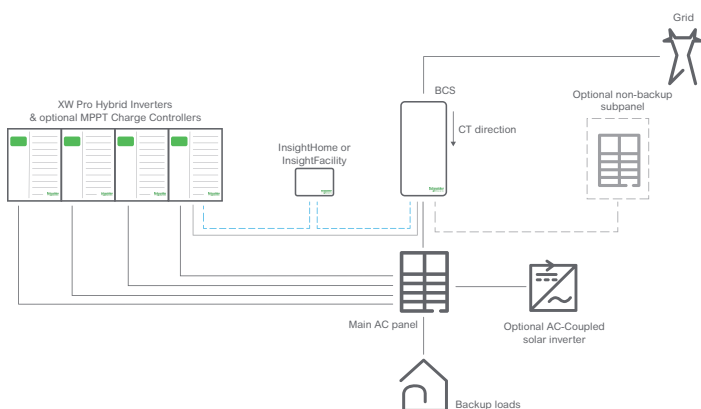 Grid
XW Pro Hybrid Inverters
& optional MPPT Charge Controllers
InsightHome or
InsightFacility
BCS
CT direction
Optional non-backup
subpanel
Main AC panel
Optional AC-Coupled
solar inverter
Backup loads